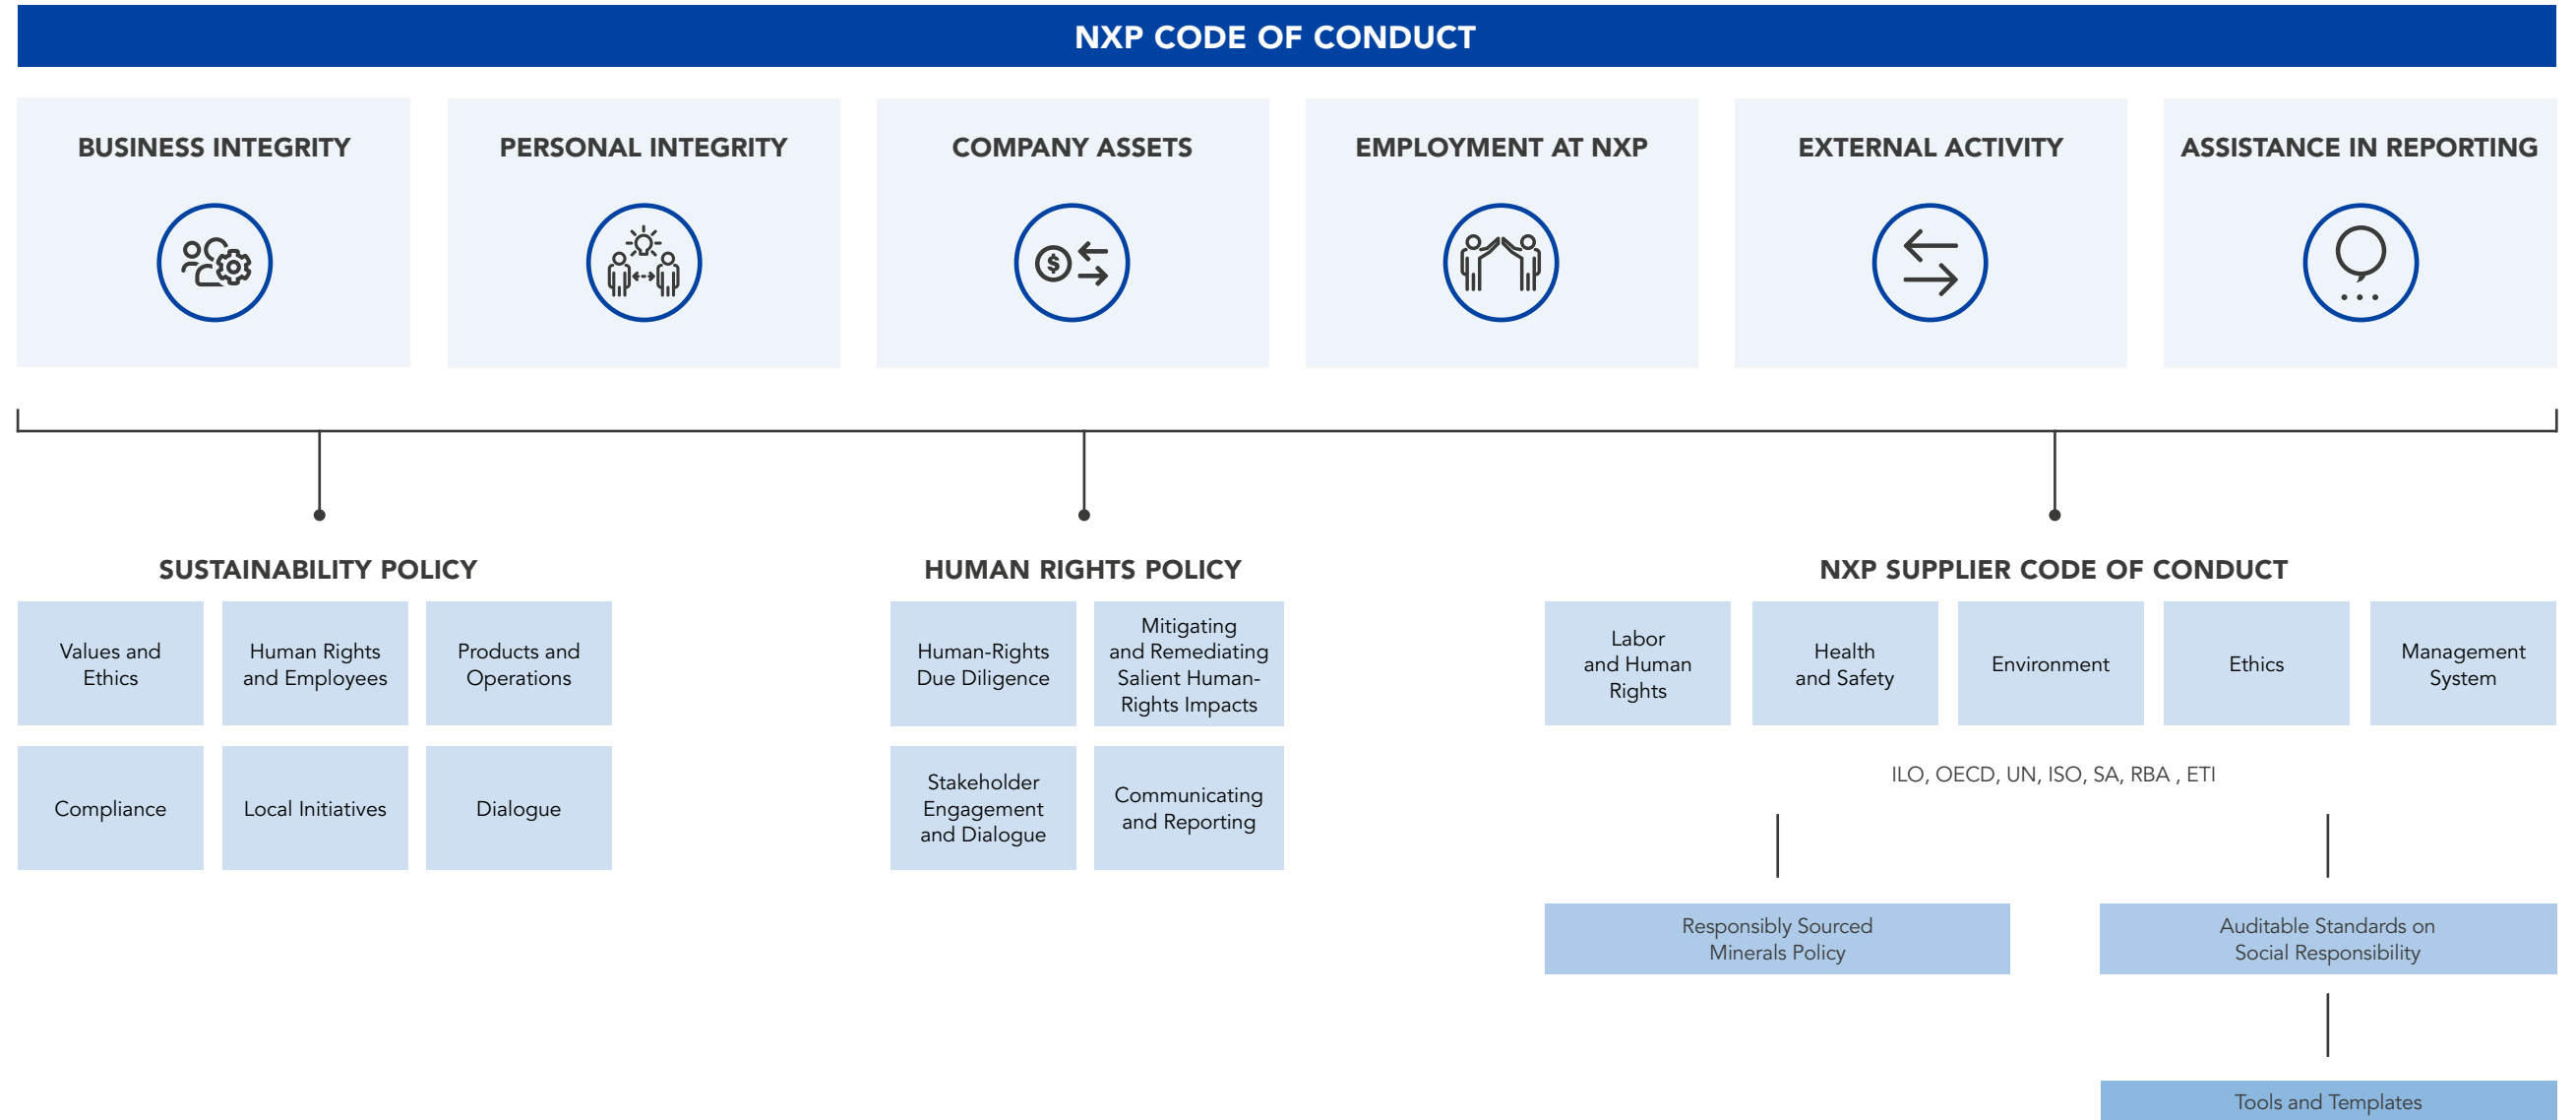 NXP CODE OF CONDUCT
BUSINESS INTEGRITY
PERSONAL INTEGRITY
COMPANY ASSETS
EMPLOYMENT AT NXP
EXTERNAL ACTIVITY
ASSISTANCE IN REPORTING
$
SUSTAINABILITY POLICY
Values and
Ethics
Human Rights
and Employees
Products and
Operations
Compliance
Local Initiatives
Dialogue
HUMAN RIGHTS POLICY
Human-Rights
Due Diligence
Mitigating
and Remediating
Salient Human-
Rights Impacts
Stakeholder
Engagement
and Dialogue
Communicating
and Reporting
NXP SUPPLIER CODE OF CONDUCT
Labor
and Human
Rights
Health
and Safety
Environment
Ethics
Management
System
ILO, OECD, UN, ISO, SA, RBA , ETI
Responsibly Sourced
Minerals Policy
Auditable Standards on
Social Responsibility
Tools and Templates